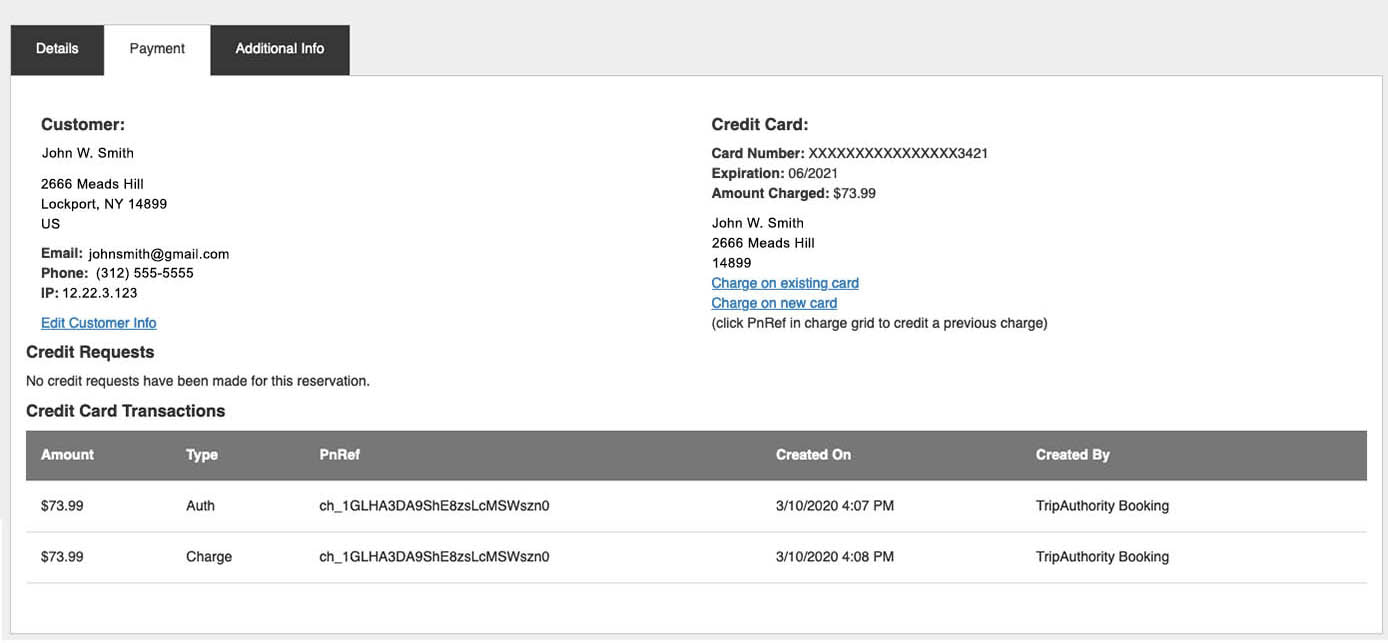 Details Payment Additional Info
Customer:
John W. Smith
2666 Meads Hill
Lockport, NY 14899
US
Email: johnsmith@gmail.com
Phone: (312) 555-5555
IP: 12.22.3.123
Edit Customer Info
Credit Card:
Card Number: XXXXXXXXXXXXXXXX3421
Expiration: 06/2021
Amount Charged: $73.99
John W. Smith
2666 Meads Hill
14899
Charge on existing card
Charge on new card
(click PnRef in charge grid to credit a previous charge)
Credit Requests
No credit requests have been made for this reservation.
Credit Card Transactions
Amount Type PnRef Created On Created By
$73.99 Auth ch_1GLHA3DA9ShE8zsLcMSWszn0 3/10/2020 4:07 PM TripAuthority Booking
$73.99 Charge ch_1GLHA3DA9ShE8zsLcMSWszn0 3/10/2020 4:08 PM TripAuthority Booking